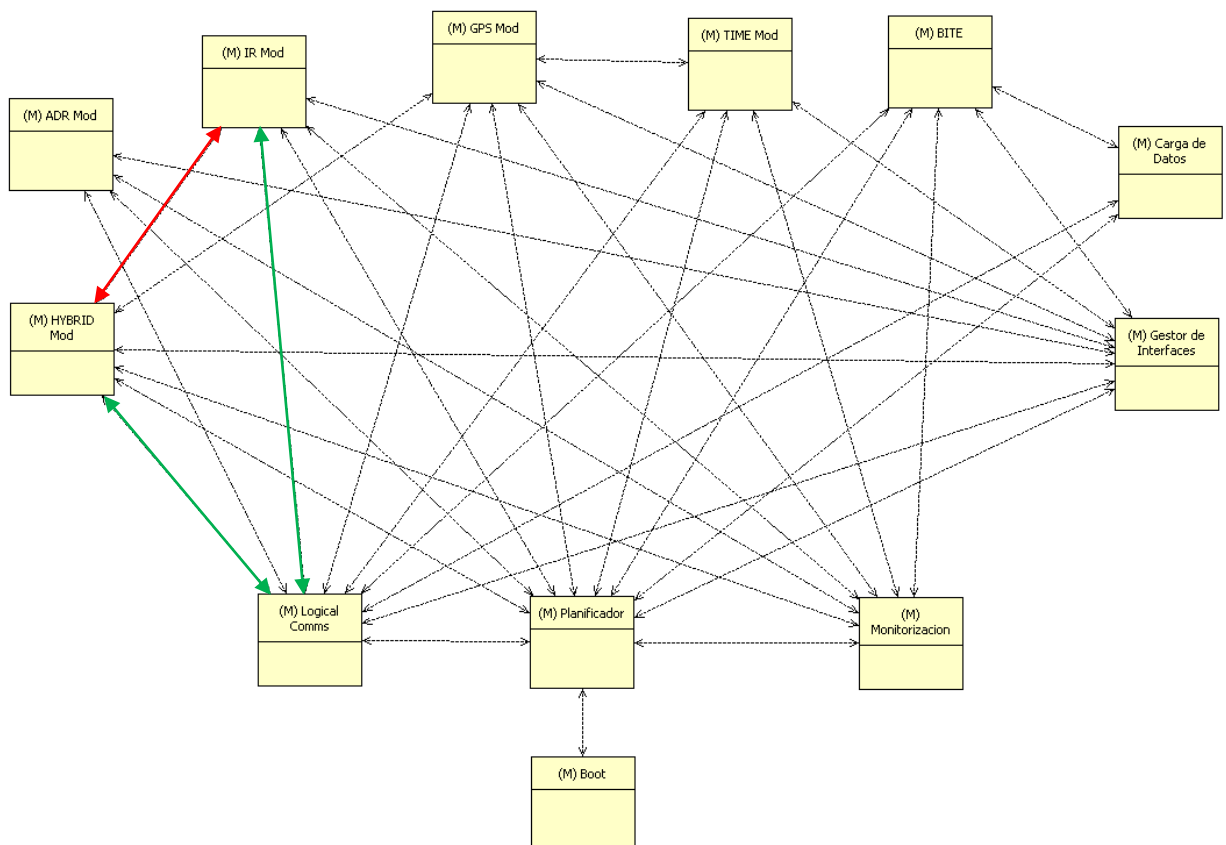 (M) GPS Mod
(M) TIME Mod
(M) BITE
(M) IR Mod
(M) ADR Mod
(M) Carga de
Datos
(M) HYBRID
Mod
(M) Gestor de
Interfaces
(M) Logical
Comms
(M) Planificador
(M)
Monitorizacion
(M) Boot